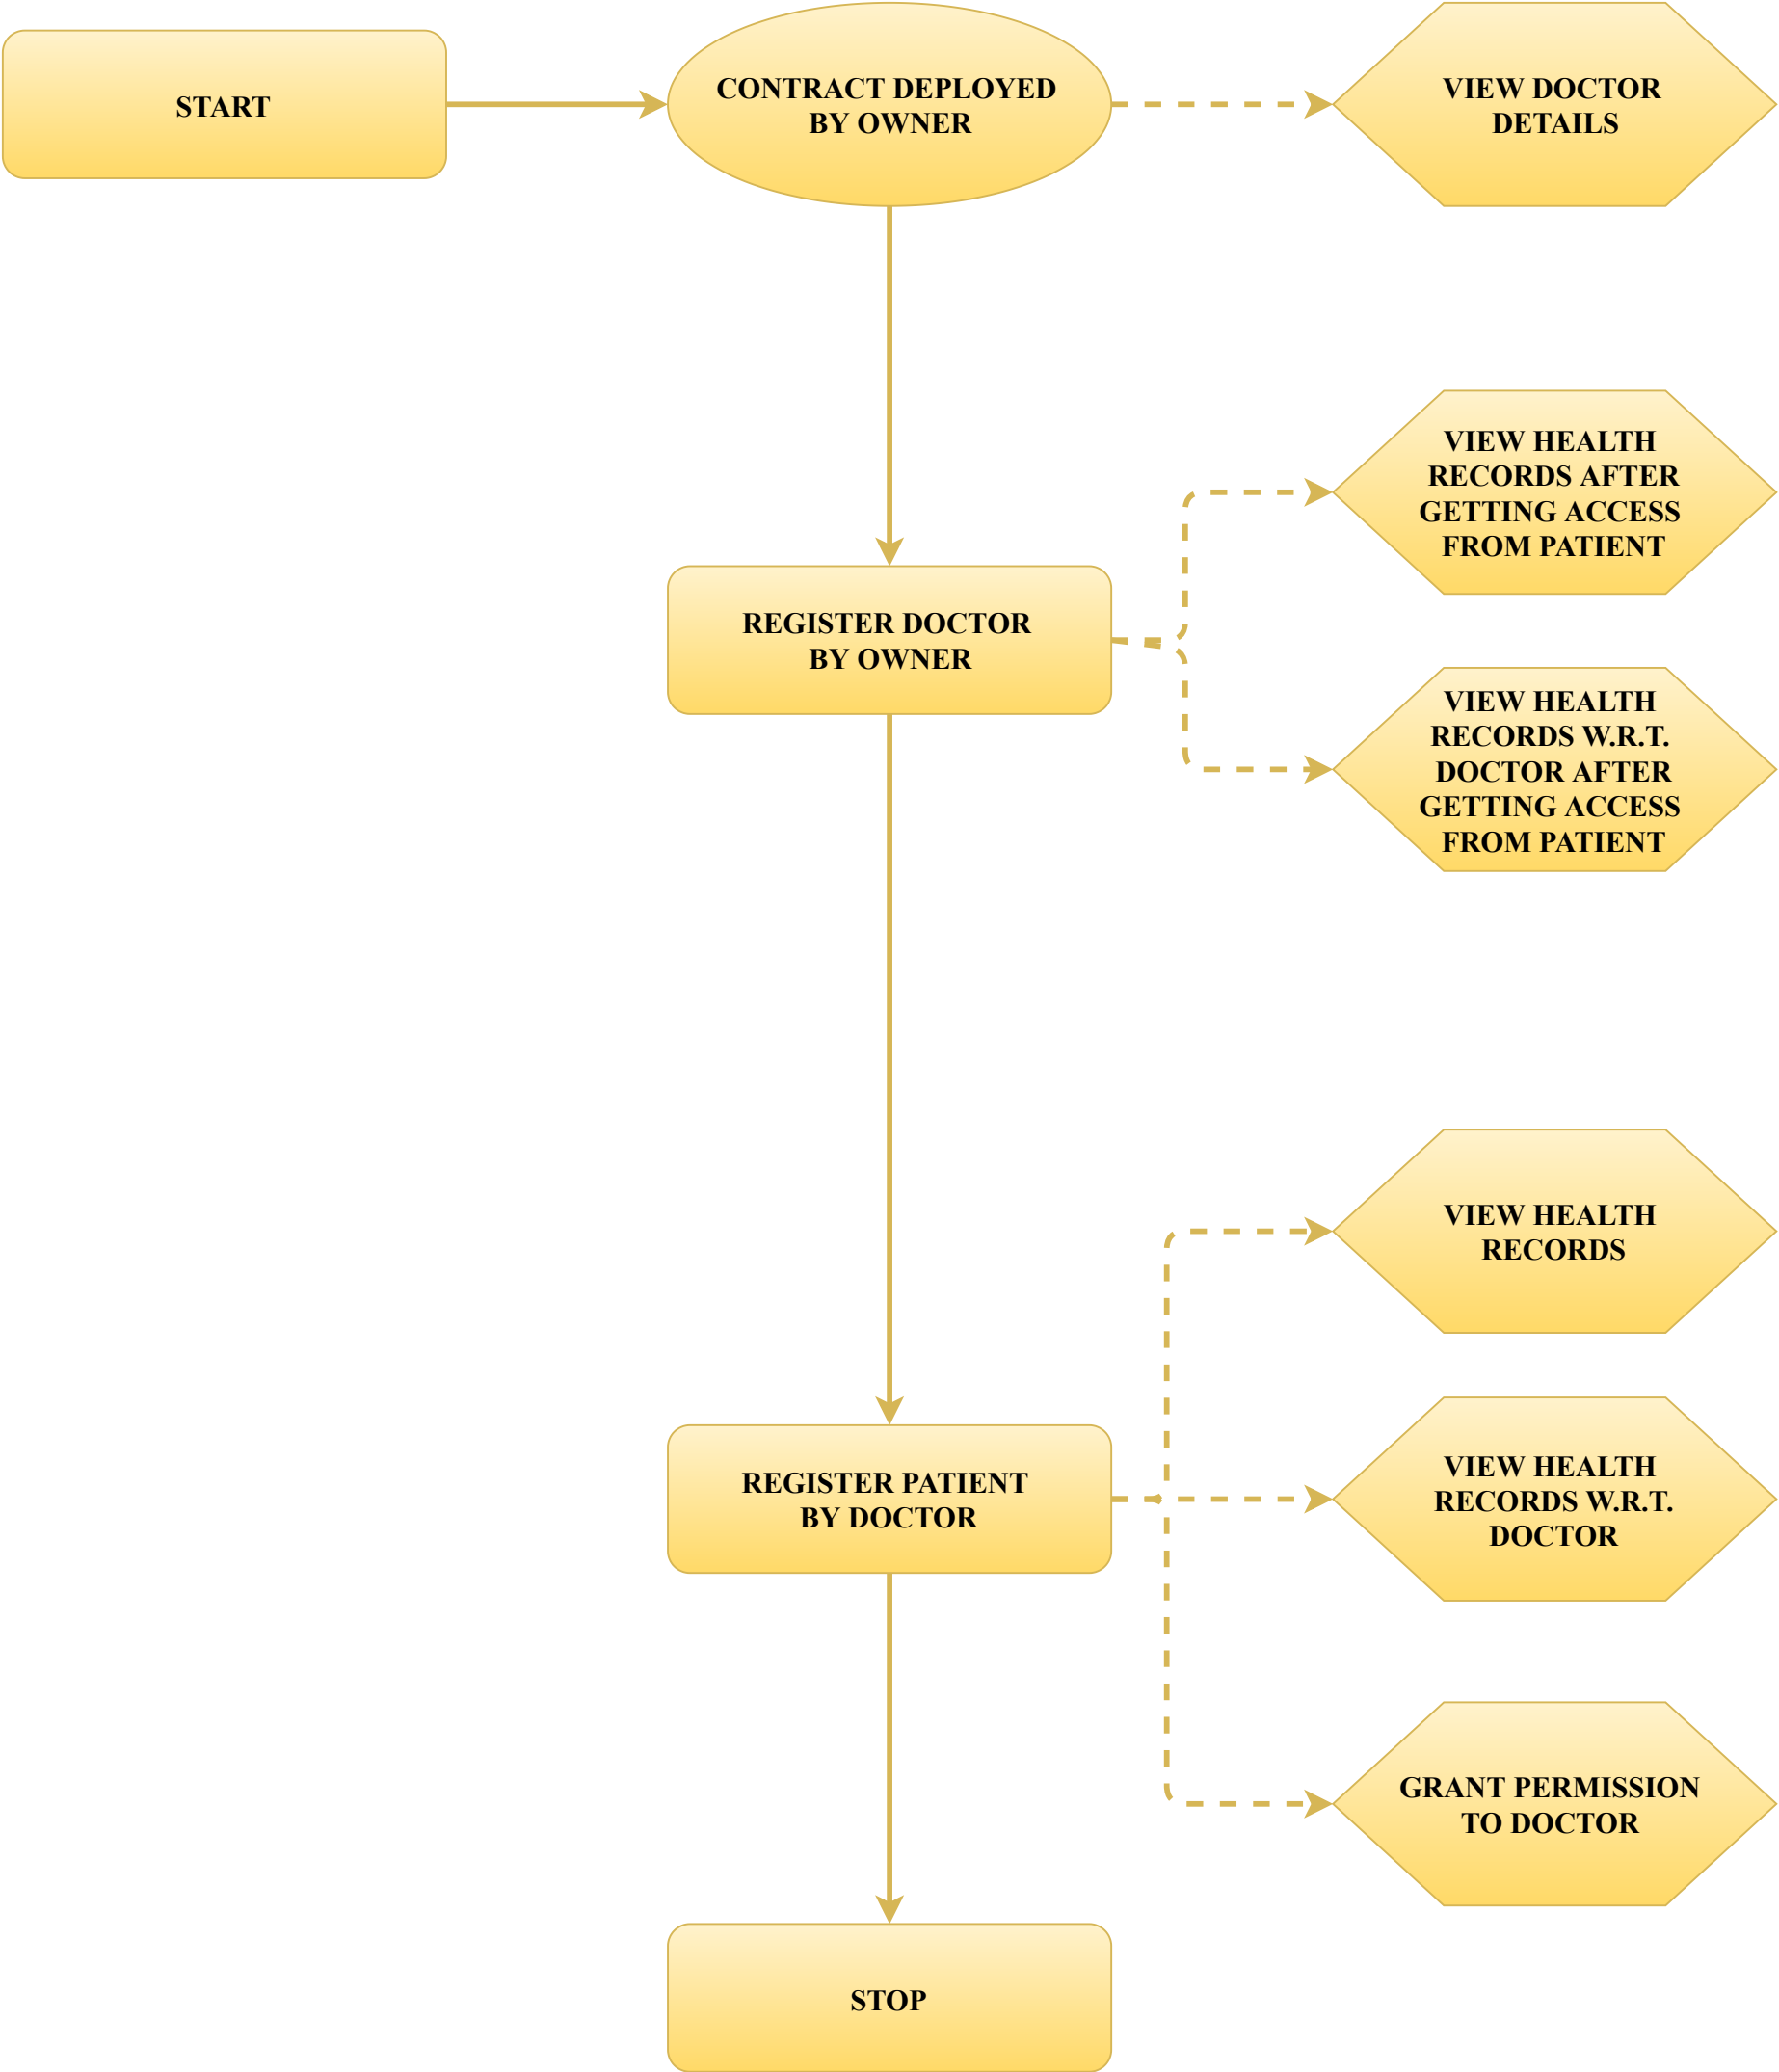 START
CONTRACT DEPLOYED
BY OWNER
VIEW DOCTOR
DETAILS
VIEW HEALTH
RECORDS AFTER
GETTING ACCESS
FROM PATIENT
REGISTER DOCTOR
BY OWNER
VIEW HEALTH
RECORDS W.R.T.
DOCTOR AFTER
GETTING ACCESS
FROM PATIENT
VIEW HEALTH
RECORDS
REGISTER PATIENT
BY DOCTOR
VIEW HEALTH
RECORDS W.R.T.
DOCTOR
GRANT PERMISSION
TO DOCTOR
STOP